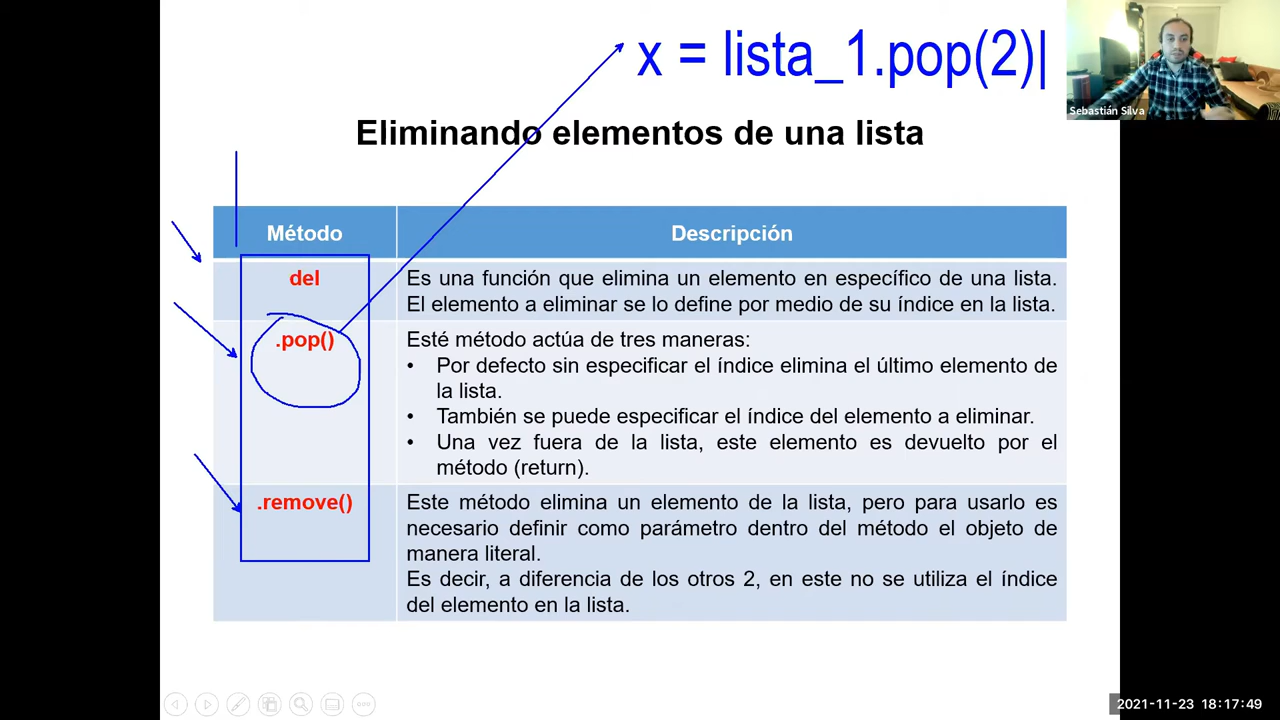 x = lista_1.pop(2)|
Sebastián Silva
Eliminando elementos de una lista
Método
Descripción
del
Es una función que elimina un elemento en específico de una lista.
El elemento a eliminar se lo define por medio de su índice en la lista.
.pop()
Esté método actúa de tres maneras:
• Por defecto sin especificar el índice elimina el último elemento de
la lista.
• También se puede especificar el índice del elemento a eliminar.
• Una vez fuera de la lista, este elemento es devuelto por el
método (return).
.remove()
Este método elimina un elemento de la lista, pero para usarlo es
necesario definir como parámetro dentro del método el objeto de
manera literal.
Es decir, a diferencia de los otros 2, en este no se utiliza el índice
del elemento en la lista.
2021-11-23 18:17:49